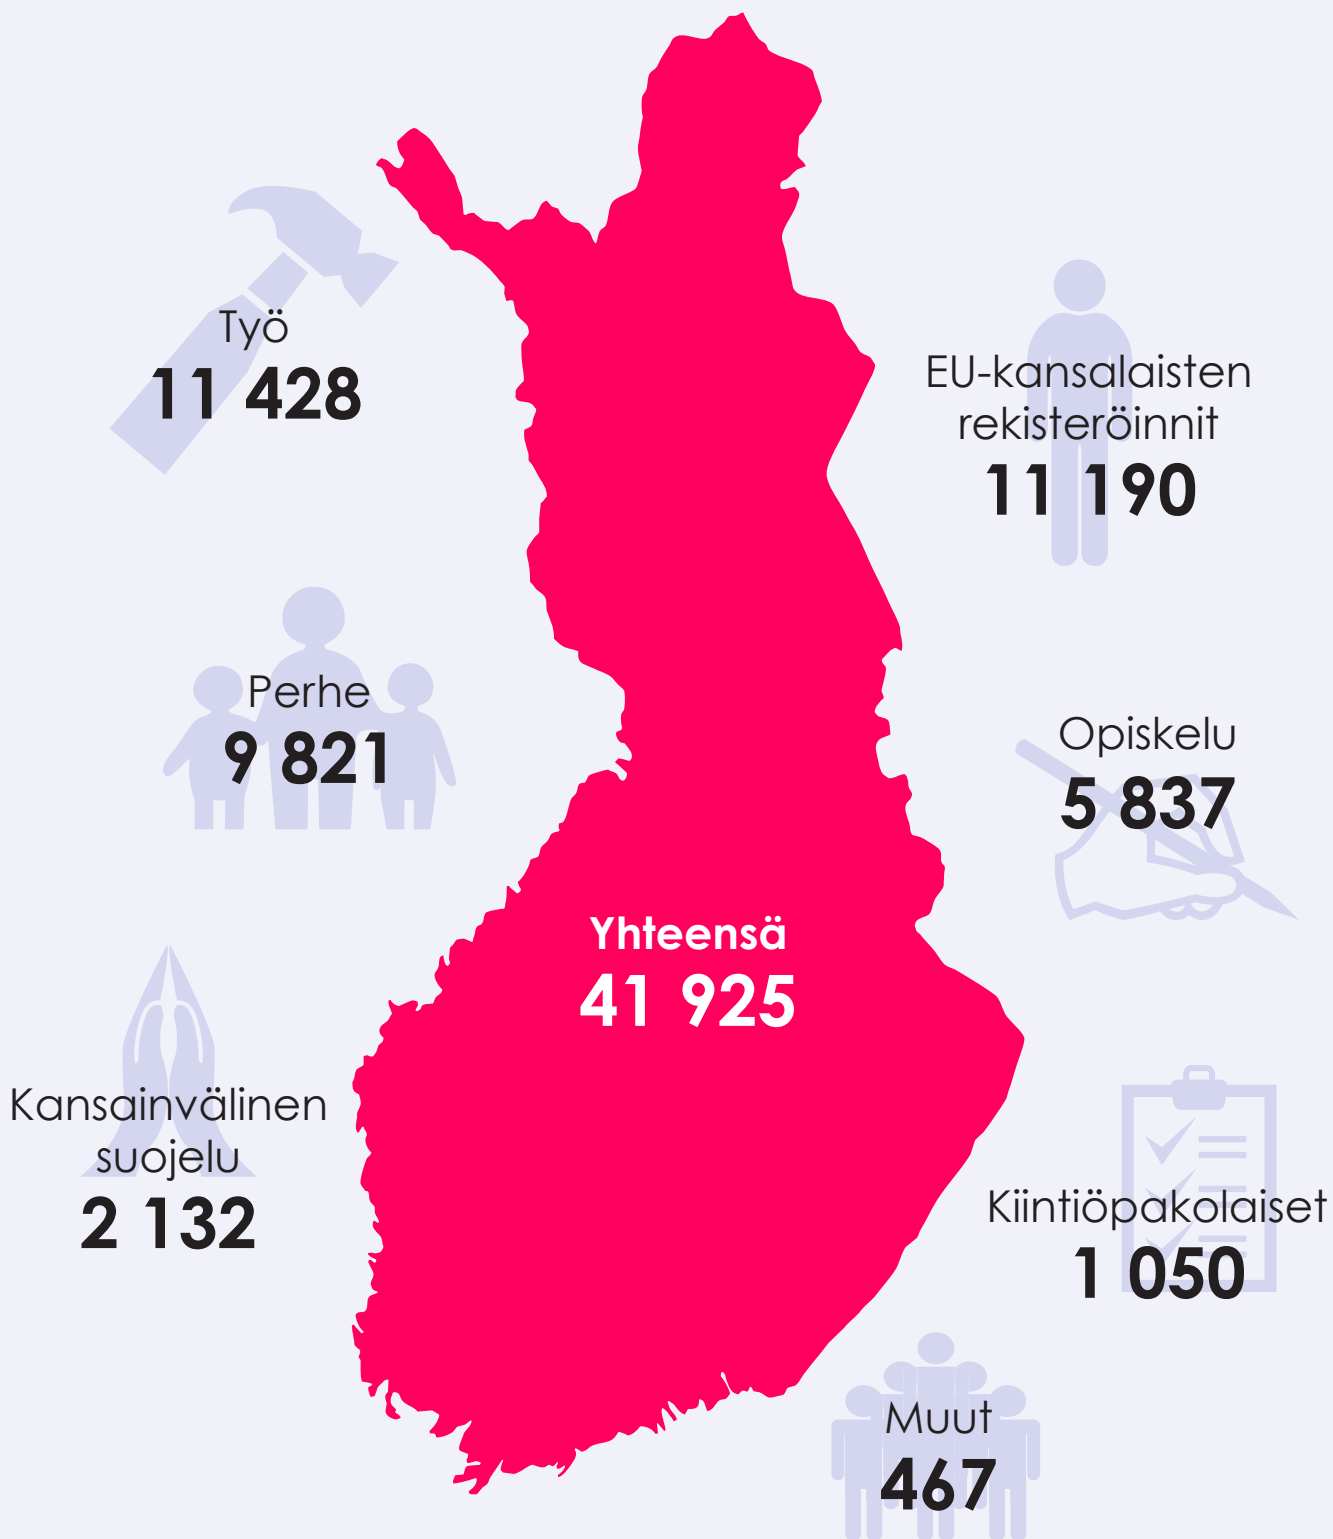 Työ
11 428
EU-kansalaisten
rekisteröinnit
11 190
Perhe
9 821
Opiskelu
5 837
Yhteensä
41 925
Kansainvälinen
suojelu
2 132
Kiintiöpakolaiset
1 050
Muut
467